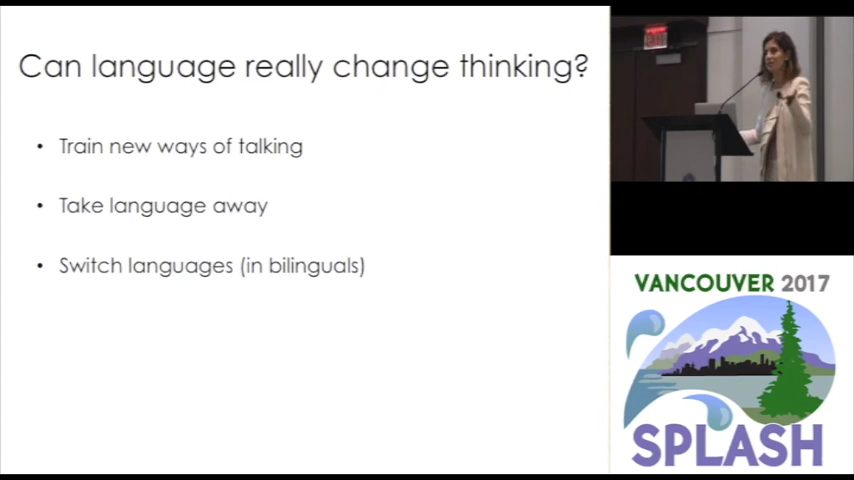 Can language really change thinking?
• Train new ways of talking
• Take language away
• Switch languages (in bilinguals)
EXIT
VANCOUVER 2017
SPLASH